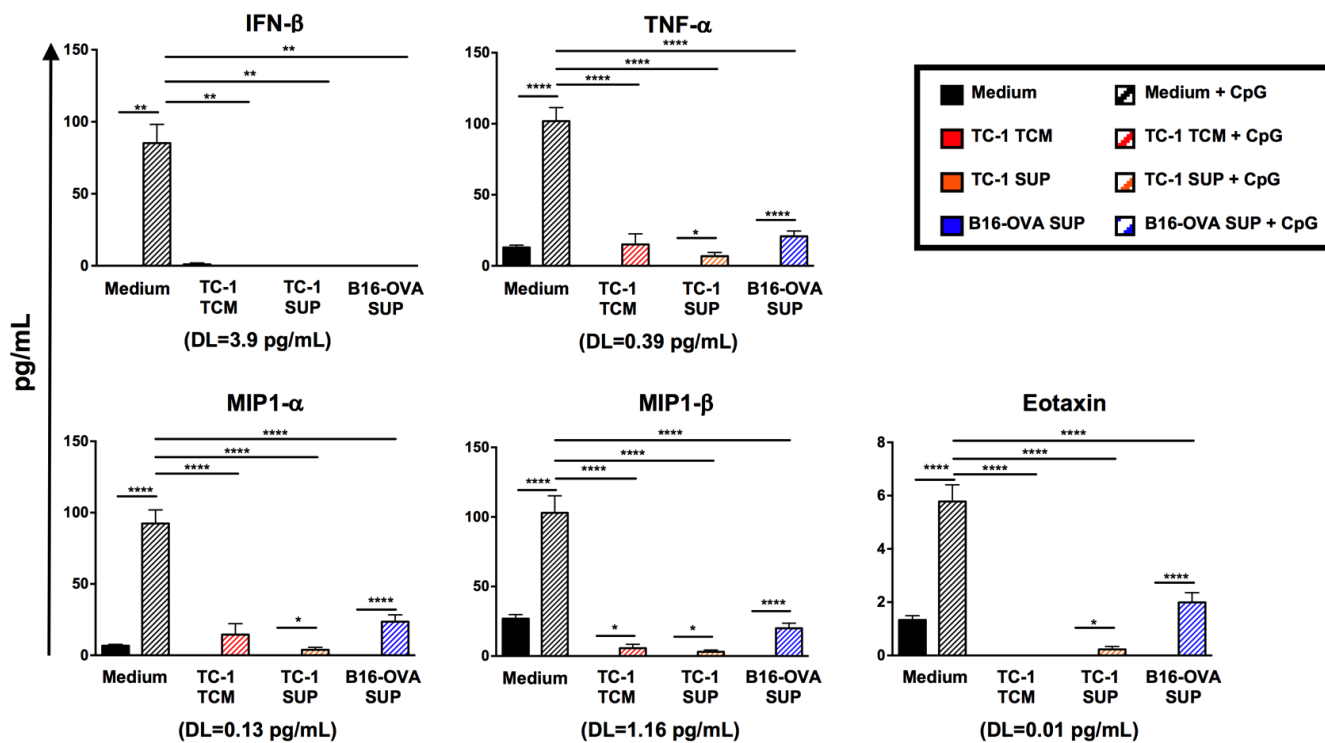 IFN-β
150
100
50
0
**
**
**
**
Medium
TC-1
TCM
TC-1
SUP
B16-OVA
SUP
(DL=3.9 pg/mL)
TNF-α
150
100
50
0
****
****
****
****
*
****
Medium
TC-1
TCM
TC-1
SUP
B16-OVA
SUP
(DL=0.39 pg/mL)
Medium
Medium + CpG
TC-1 TCM
TC-1 TCM + CpG
TC-1 SUP
TC-1 SUP + CpG
B16-OVA SUP
B16-OVA SUP + CpG
pg/mL
MIP1-α
150
100
50
0
****
****
****
****
*
****
Medium
TC-1
TCM
TC-1
SUP
B16-OVA
SUP
(DL=0.13 pg/mL)
MIP1-β
150
100
50
0
****
****
****
****
*
*
****
Medium
TC-1
TCM
TC-1
SUP
B16-OVA
SUP
(DL=1.16 pg/mL)
Eotaxin
8
6
4
2
0
****
****
****
****
*
****
Medium
TC-1
TCM
TC-1
SUP
B16-OVA
SUP
(DL=0.01 pg/mL)